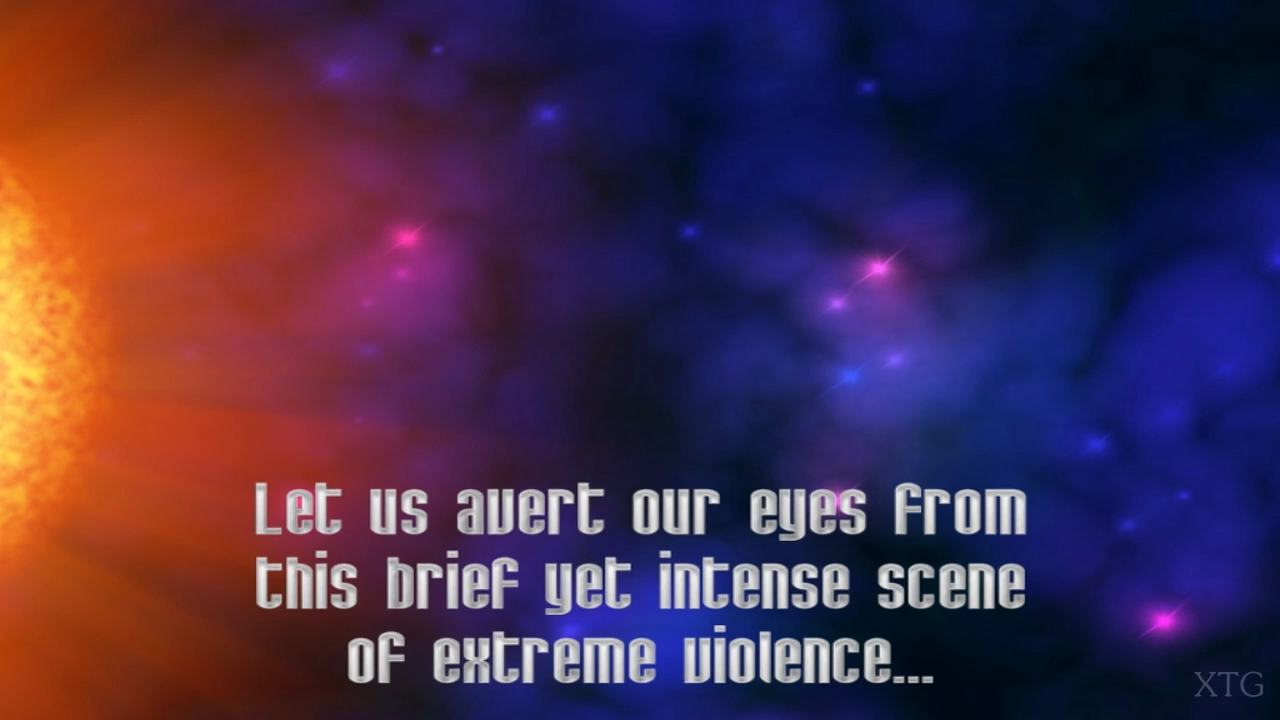 Let us avert our eyes from
this brief yet intense scene
of extreme violence...
XTG